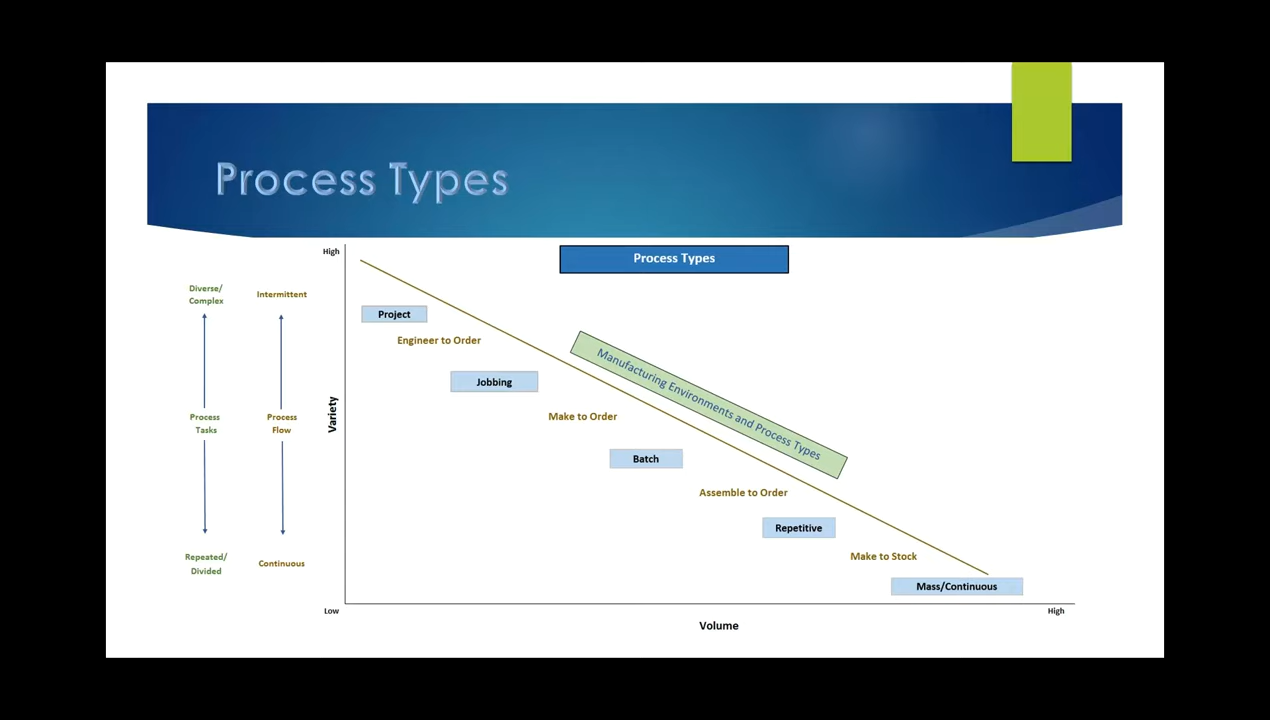 Process Types
Process Types
High
Diverse/
Complex
Intermittent
Project
Engineer to Order
Manufacturing Environments and Process Types
Jobbing
Variety
Process
Tasks
Process
Flow
Make to Order
Batch
Assemble to Order
Repetitive
Make to Stock
Repeated/
Divided
Continuous
Mass/Continuous
Low
High
Volume